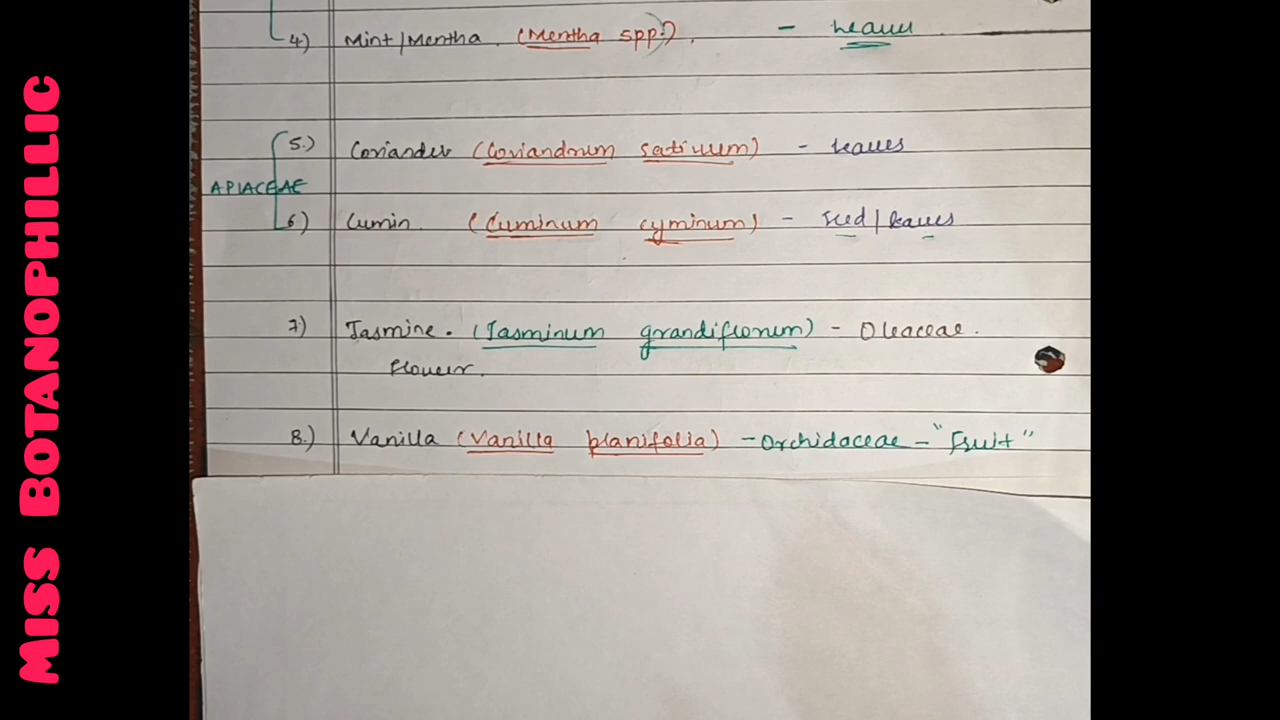 MISS BOTANOPHILLIC
4) Mint/Mentha. (Mentha spp.), - Leaves.
5.) Coriander (Coriandrum sativum) - Leaves
APIACEAE
6) Cumin. (Cuminum cyminum) - Seed/Leaves
7) Jasmine. (Jasminum grandiflorum) - Oleaceae.
Flower.
8.) Vanilla (Vanilla planifolia) - Orchidaceae - "Fruit"